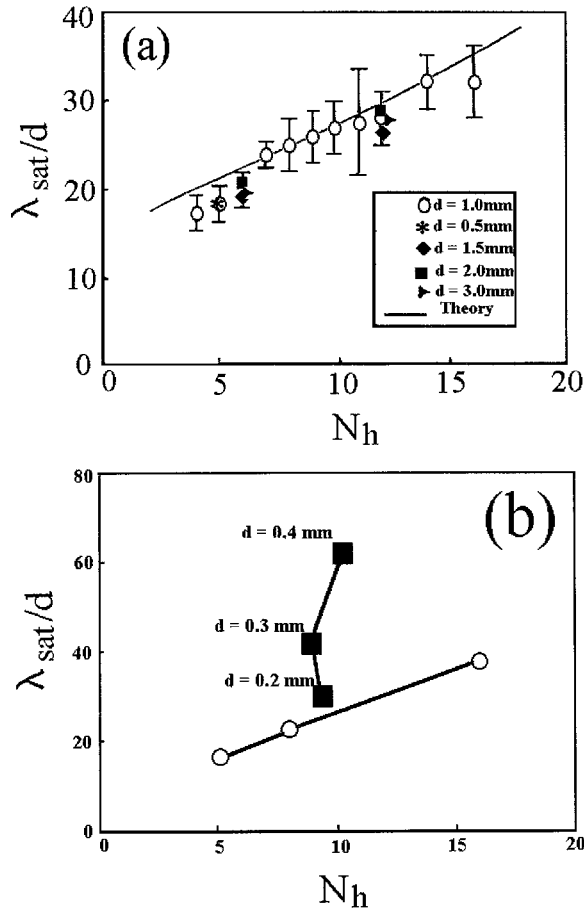 40
(a)
30
λsat/d
20
10
0
d = 1.0mm
d = 0.5mm
d = 1.5mm
d = 2.0mm
d = 3.0mm
Theory
0 5 10 15 20
Nh
80
(b)
d = 0.4 mm
60
λsat/d
40
d = 0.3 mm
d = 0.2 mm
20
0
0 5 10 15 20
Nh